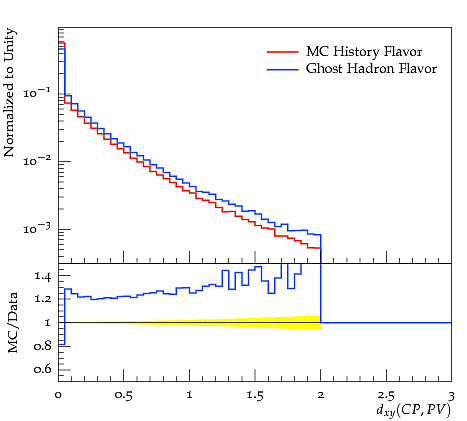 Normalized to Unity
MC History Flavor
Ghost Hadron Flavor
10⁻¹
10⁻²
10⁻³
MC/Data
1.4
1.2
1
0.8
0.6
0 0.5 1 1.5 2 2.5 3
d_{xy}(CP, PV)